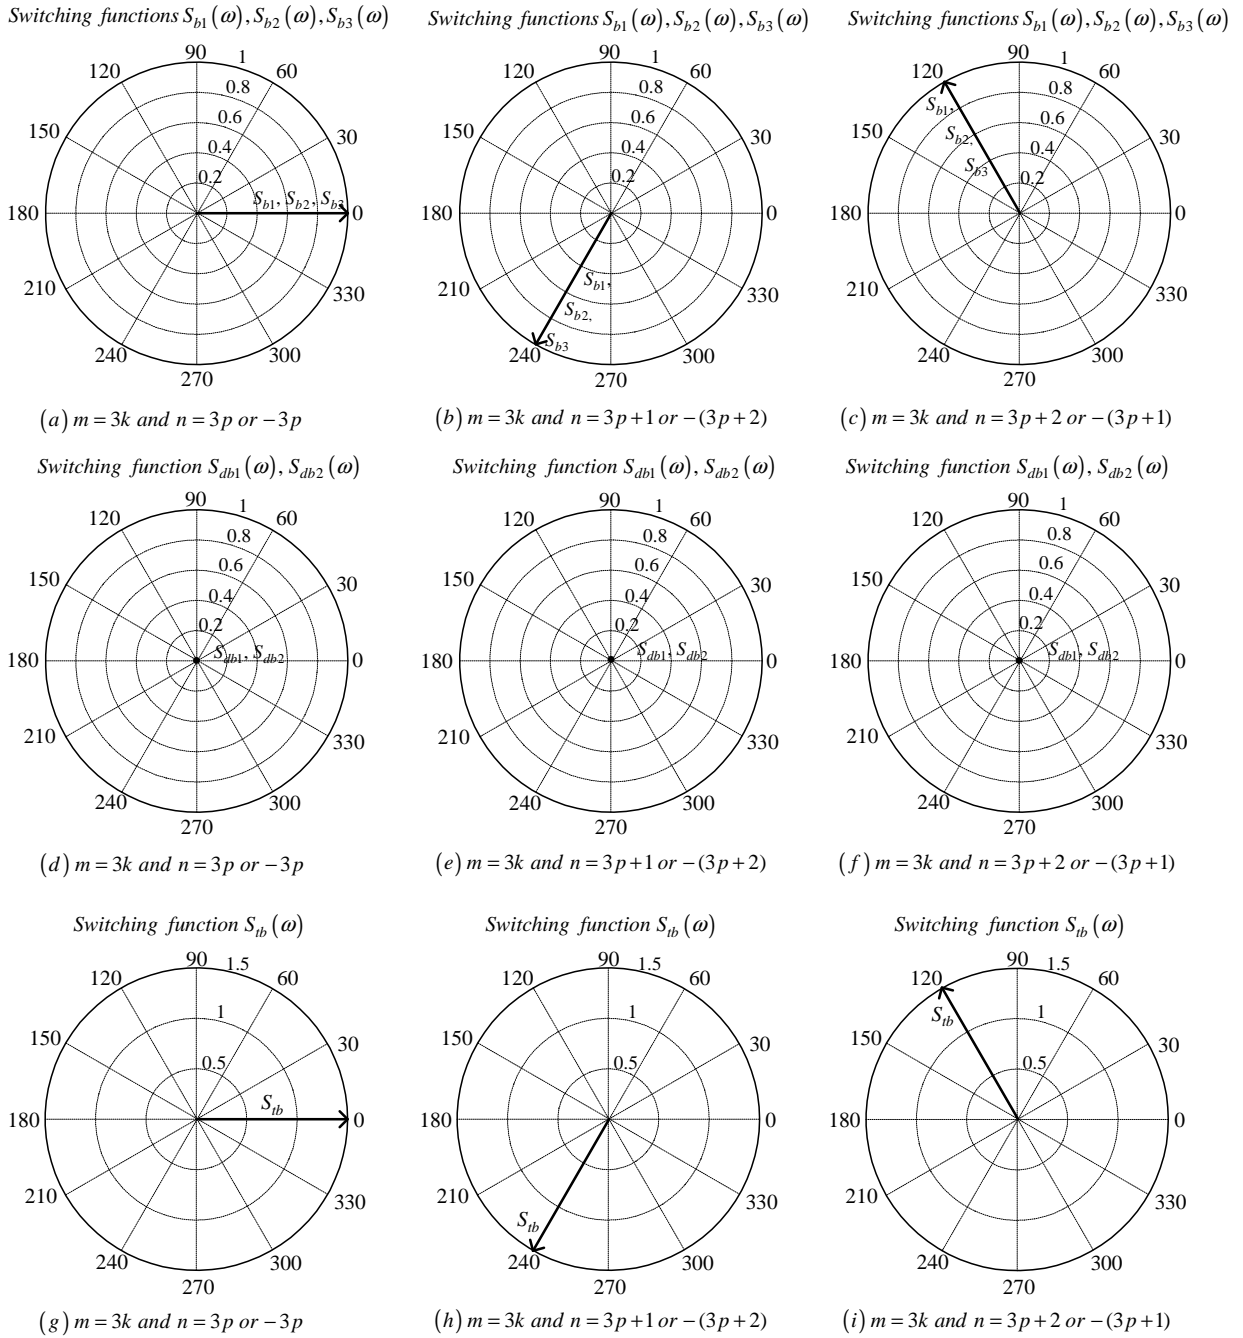 Switching functions S_{b1}(ω), S_{b2}(ω), S_{b3}(ω)
90 1
120 60
0.8
0.6
150 30
0.4
0.2
S_{b1}, S_{b2}, S_{b3}
180 0
210 330
240 300
270
(a) m = 3k and n = 3p or −3p
Switching functions S_{b1}(ω), S_{b2}(ω), S_{b3}(ω)
90 1
120 60
0.8
0.6
150 30
0.4
0.2
180 0
S_{b1},
210 330
S_{b2,}
240 S_{b3} 300
270
(b) m = 3k and n = 3p+1 or −(3p+2)
Switching functions S_{b1}(ω), S_{b2}(ω), S_{b3}(ω)
90 1
120 60
0.8
S_{b1},
0.6
150 S_{b2,} 30
0.4
S_{b3} 0.2
180 0
210 330
240 300
270
(c) m = 3k and n = 3p+2 or −(3p+1)
Switching function S_{db1}(ω), S_{db2}(ω)
90 1
120 60
0.8
0.6
150 30
0.4
0.2
S_{db1}, S_{db2}
180 0
210 330
240 300
270
(d) m = 3k and n = 3p or −3p
Switching function S_{db1}(ω), S_{db2}(ω)
90 1
120 60
0.8
0.6
150 30
0.4
0.2
S_{db1}, S_{db2}
180 0
210 330
240 300
270
(e) m = 3k and n = 3p+1 or −(3p+2)
Switching function S_{db1}(ω), S_{db2}(ω)
90 1
120 60
0.8
0.6
150 30
0.4
0.2
S_{db1}, S_{db2}
180 0
210 330
240 300
270
(f) m = 3k and n = 3p+2 or −(3p+1)
Switching function S_{tb}(ω)
90 1.5
120 60
1
150 30
0.5
S_{tb}
180 0
210 330
240 300
270
(g) m = 3k and n = 3p or −3p
Switching function S_{tb}(ω)
90 1.5
120 60
1
150 30
0.5
180 0
210 330
S_{tb}
240 300
270
(h) m = 3k and n = 3p+1 or −(3p+2)
Switching function S_{tb}(ω)
90 1.5
120 60
S_{tb} 1
150 30
0.5
180 0
210 330
240 300
270
(i) m = 3k and n = 3p+2 or −(3p+1)